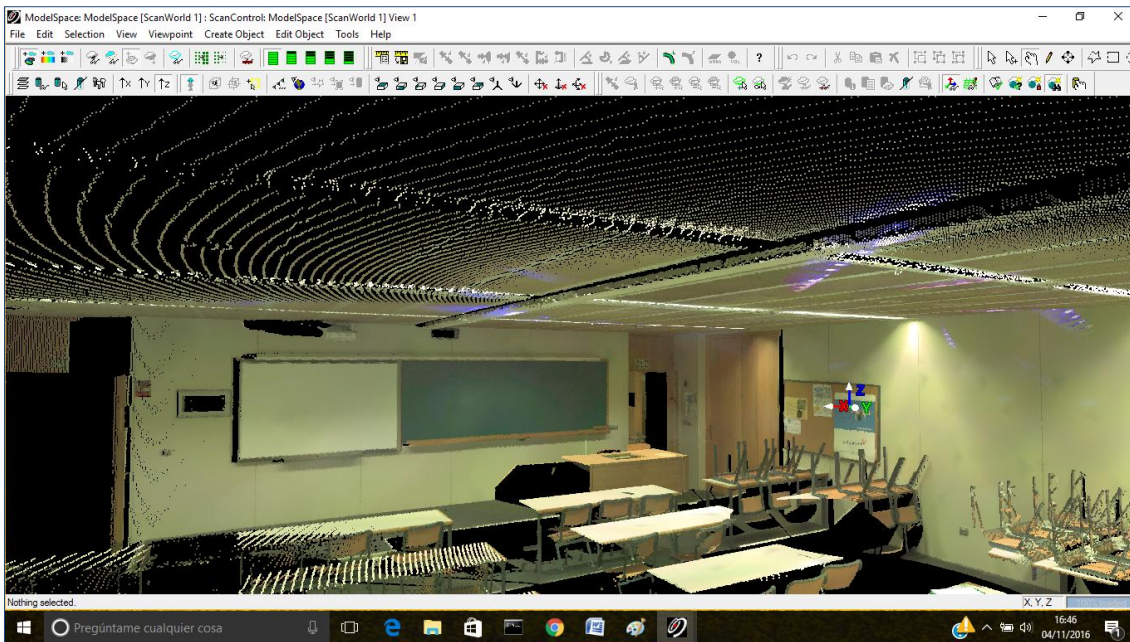 ModelSpace: ModelSpace [ScanWorld 1] : ScanControl: ModelSpace [ScanWorld 1] View 1
File Edit Selection View Viewpoint Create Object Edit Object Tools Help
X Y Z
Z
X Y
Nothing selected.
X, Y, Z
Pregúntame cualquier cosa
16:46
04/11/2016